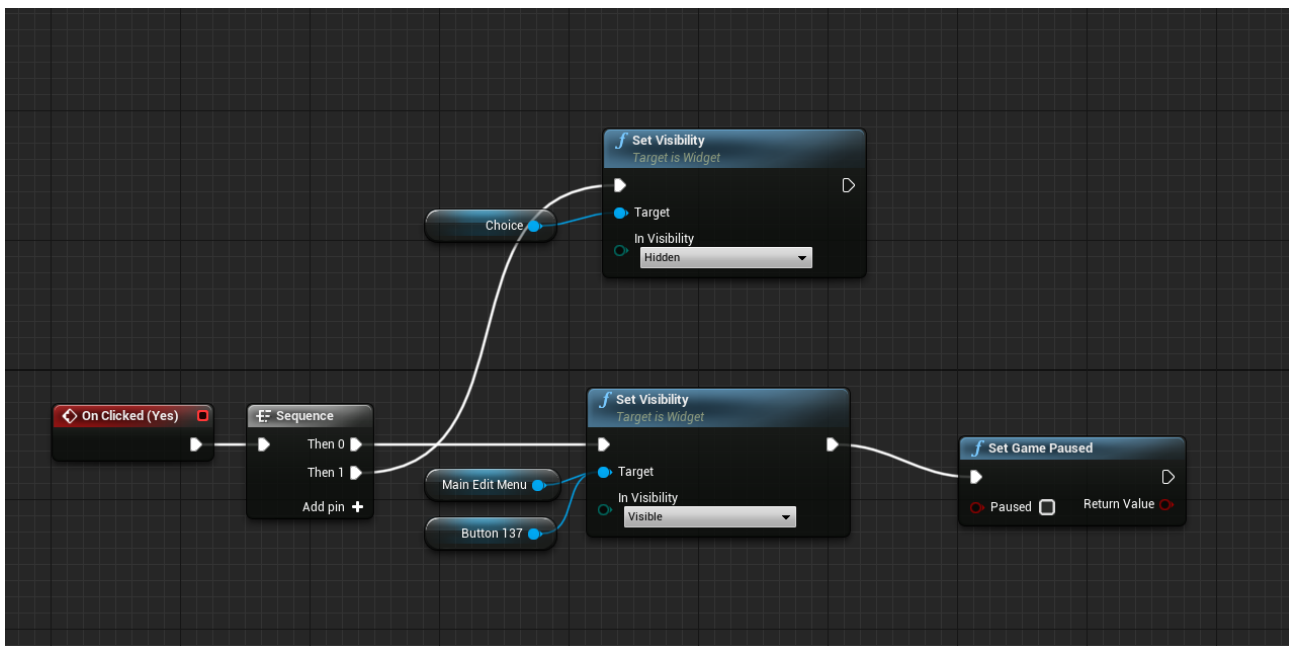 Set Visibility
Target is Widget
Choice
Target
In Visibility
Hidden
On Clicked (Yes)
Sequence
Then 0
Then 1
Add pin
Set Visibility
Target is Widget
Main Edit Menu
Target
In Visibility
Visible
Button 137
Set Game Paused
Paused
Return Value